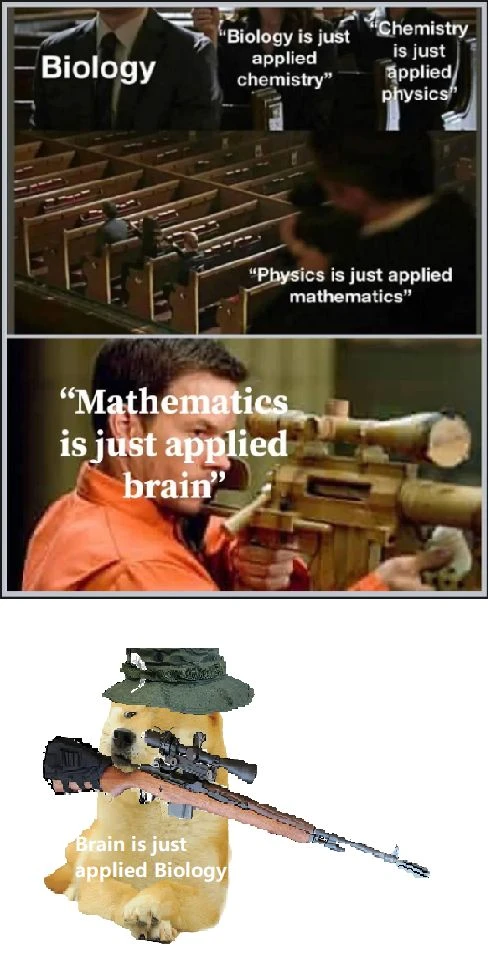 Biology
“Biology is just
applied
chemistry”
“Chemistry
is just
applied
physics”
“Physics is just applied
mathematics”
“Mathematics
is just applied
brain”
Brain is just
applied Biology